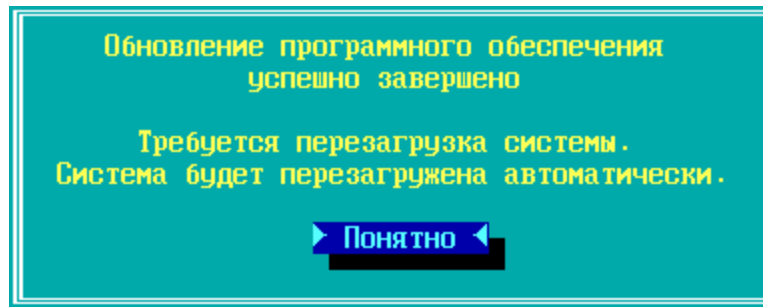 Обновление программного обеспечения
успешно завершено
Требуется перезагрузка системы.
Система будет перезагружена автоматически.
Понятно